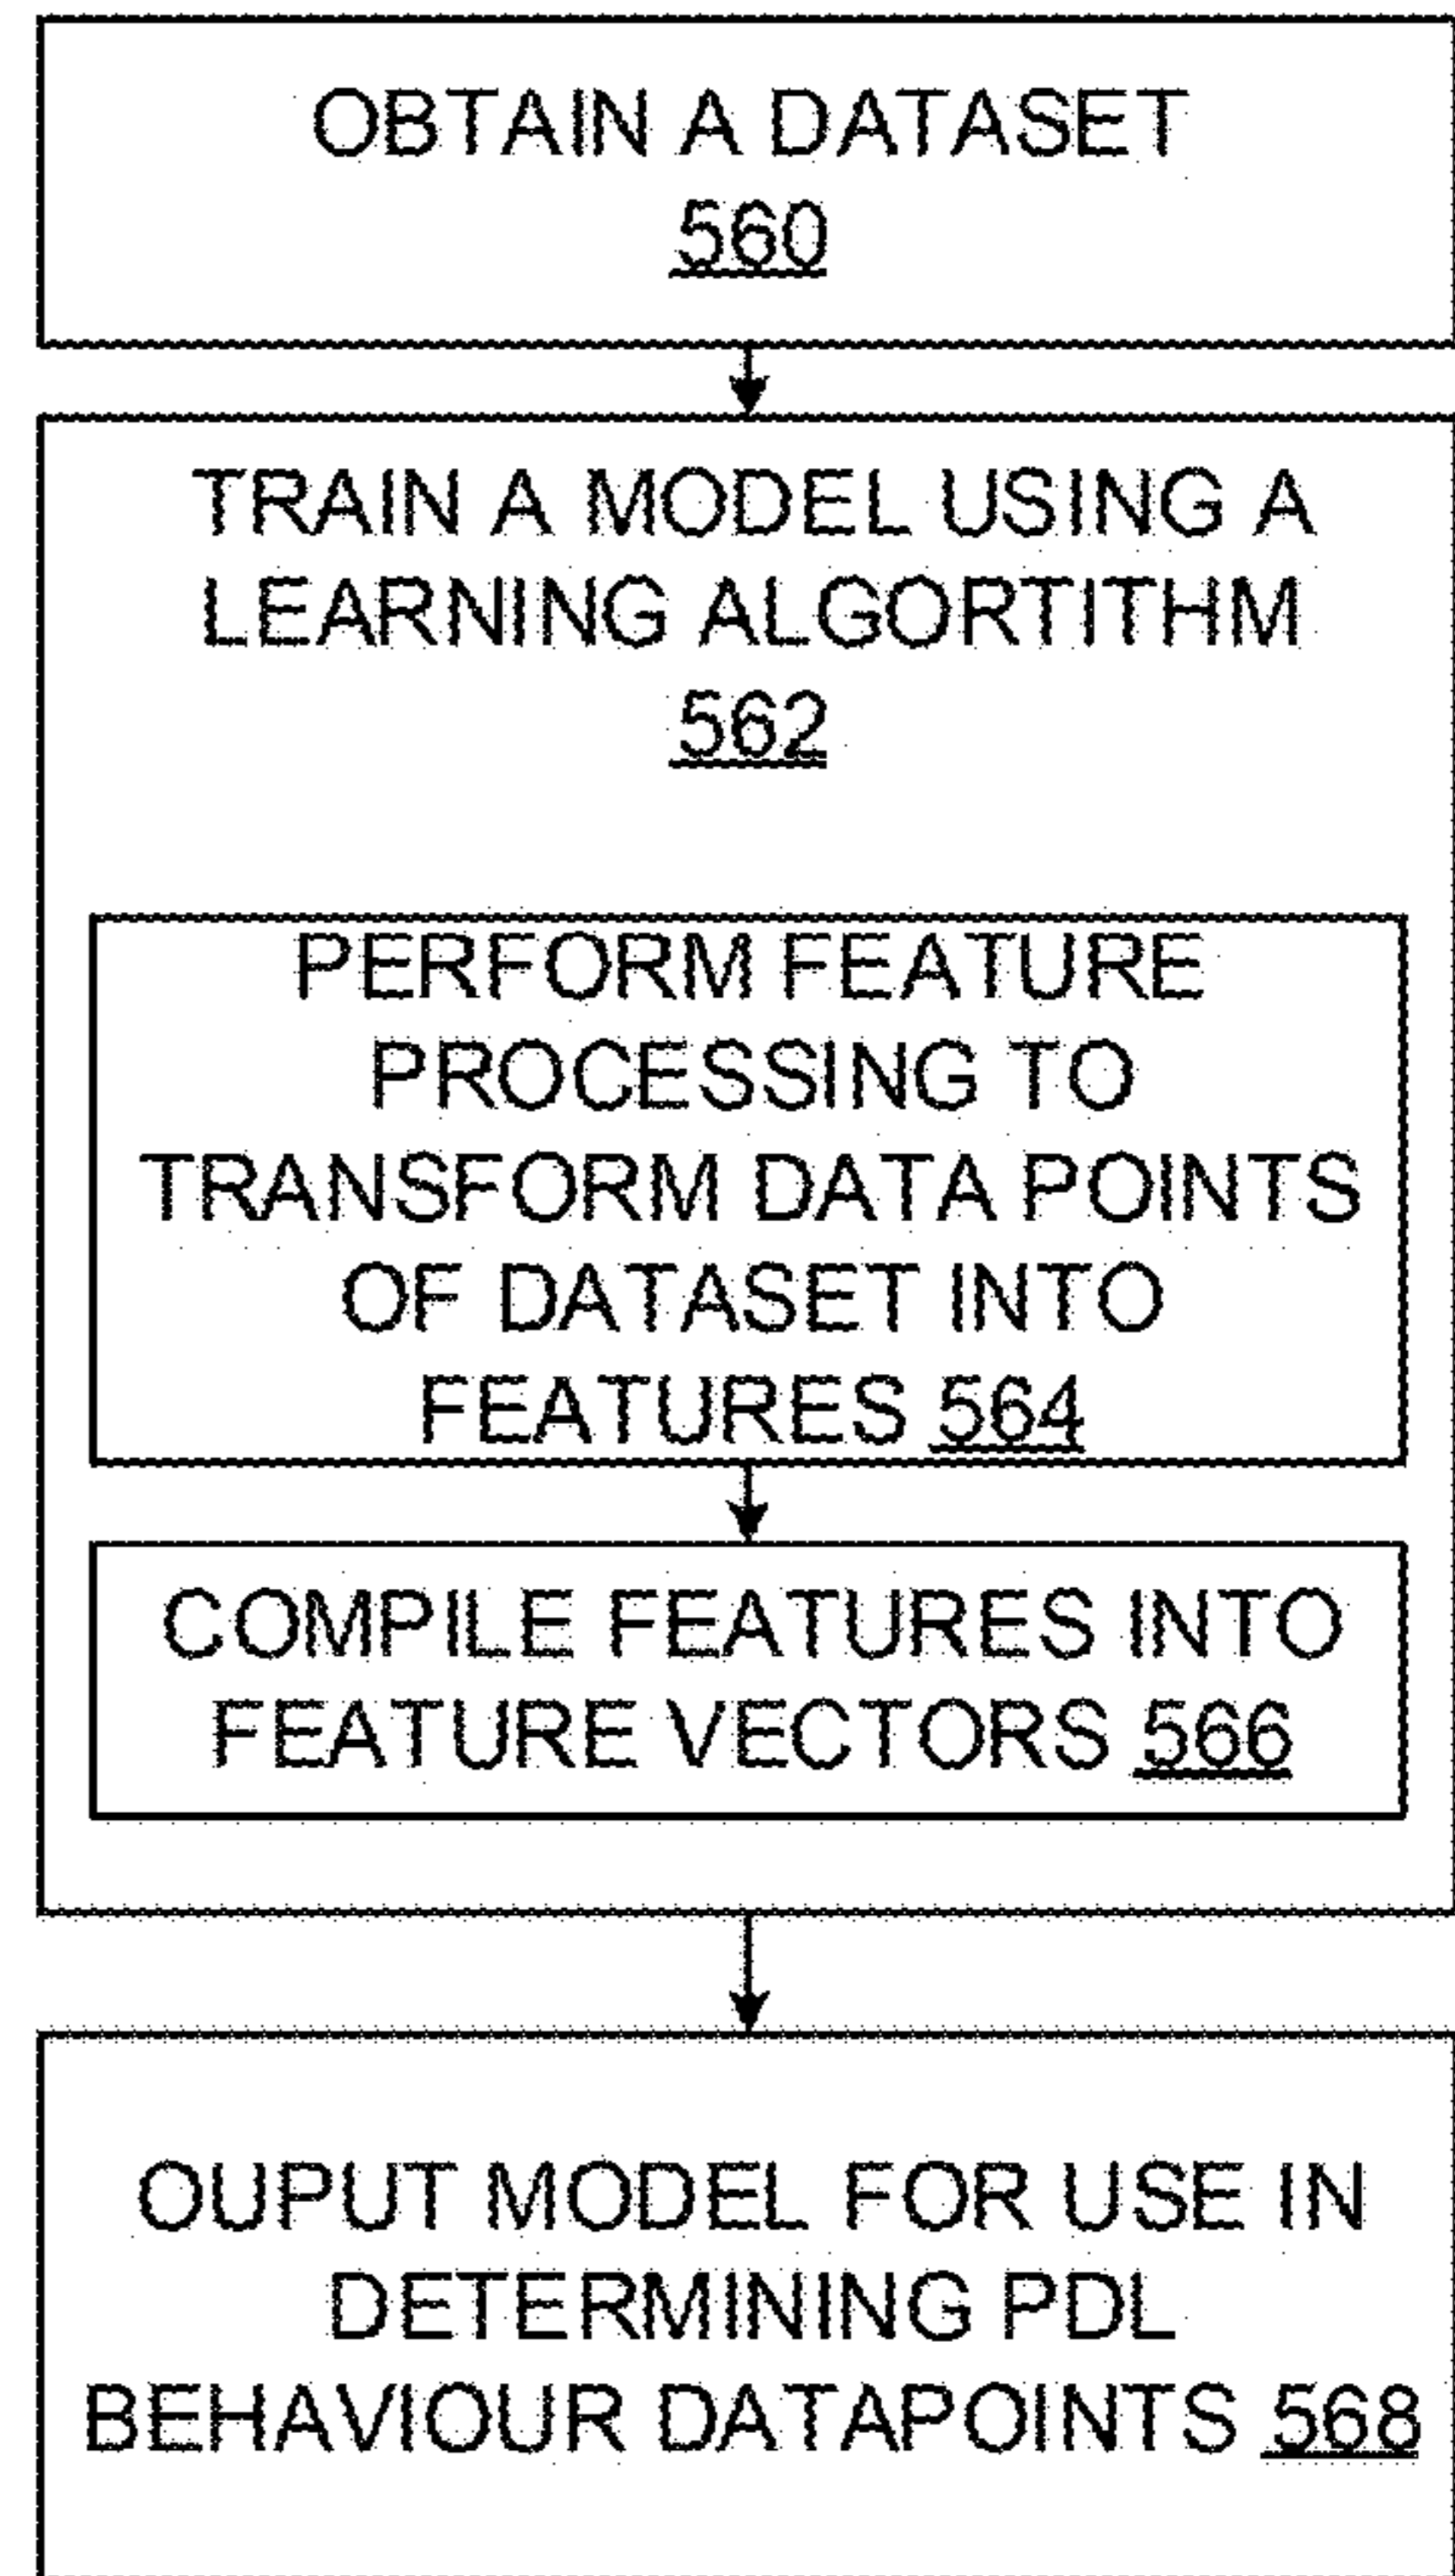 OBTAIN A DATASET
560
TRAIN A MODEL USING A
LEARNING ALGORTITHM
562
PERFORM FEATURE
PROCESSING TO
TRANSFORM DATA POINTS
OF DATASET INTO
FEATURES 564
COMPILE FEATURES INTO
FEATURE VECTORS 566
OUPUT MODEL FOR USE IN
DETERMINING PDL
BEHAVIOUR DATAPOINTS 568